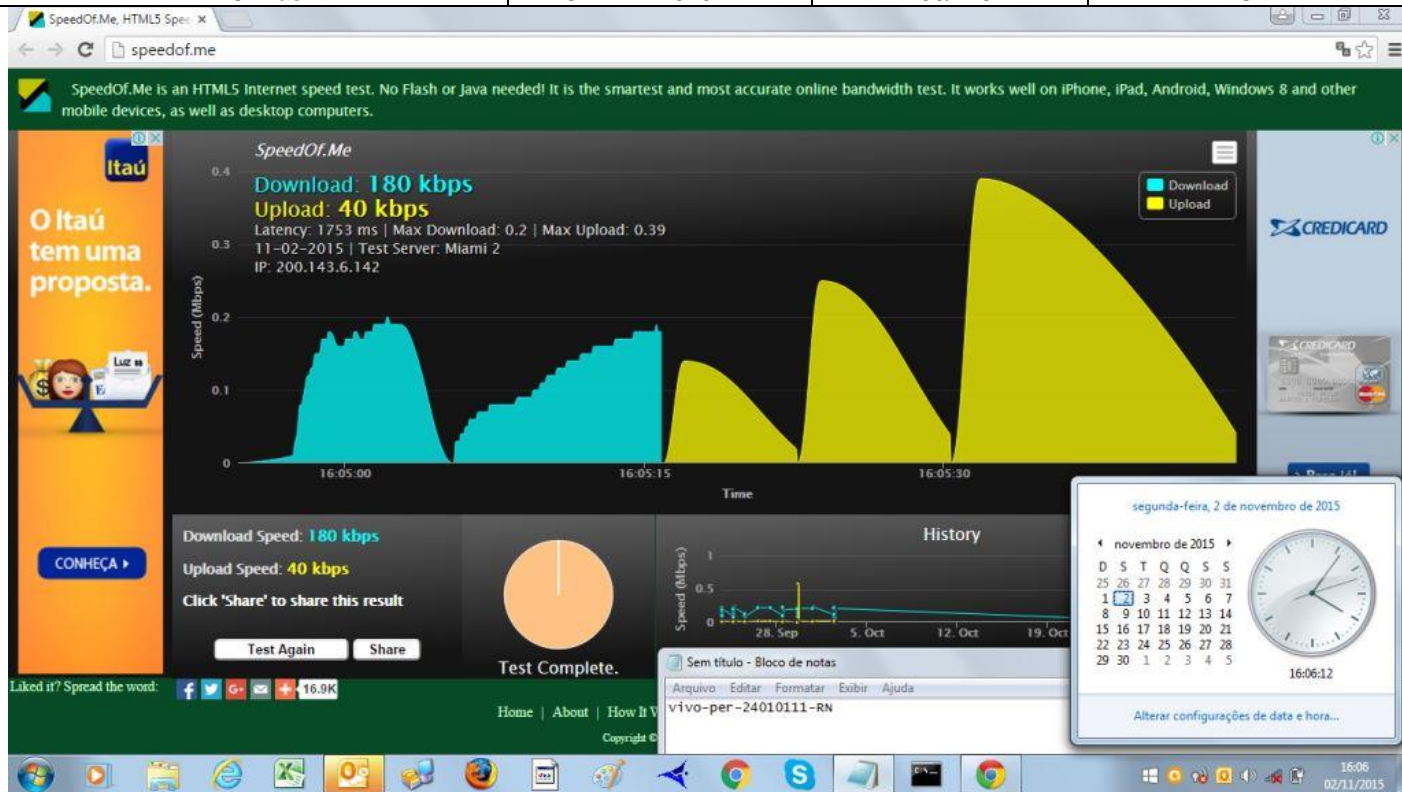 SpeedOf.Me, HTML5 Spee
speedof.me
SpeedOf.Me is an HTML5 Internet speed test. No Flash or Java needed! It is the smartest and most accurate online bandwidth test. It works well on iPhone, iPad, Android, Windows 8 and other
mobile devices, as well as desktop computers.
Itaú
O Itaú
tem uma
proposta.
Luz
CONHEÇA
SpeedOf.Me
Download: 180 kbps
Upload: 40 kbps
Latency: 1753 ms | Max Download: 0.2 | Max Upload: 0.39
11-02-2015 | Test Server: Miami 2
IP: 200.143.6.142
Download
Upload
Speed (Mbps)
0.4
0.3
0.2
0.1
0
16:05:00 16:05:15 16:05:30
Time
CREDICARD
CREDICARD
Download Speed: 180 kbps
Upload Speed: 40 kbps
Click 'Share' to share this result
Test Again Share
Test Complete.
History
Speed (Mbps)
1
0.5
0
28. Sep 5. Oct 12. Oct 19. Oct
Liked it? Spread the word:
16.9K
Home | About | How It
Copyright ©
Sem título - Bloco de notas
Arquivo Editar Formatar Exibir Ajuda
vivo-per-24010111-RN
segunda-feira, 2 de novembro de 2015
novembro de 2015
D S T Q Q S S
25 26 27 28 29 30 31
1 2 3 4 5 6 7
8 9 10 11 12 13 14
15 16 17 18 19 20 21
22 23 24 25 26 27 28
29 30 1 2 3 4 5
16:06:12
Alterar configurações de data e hora...
16:06
02/11/2015